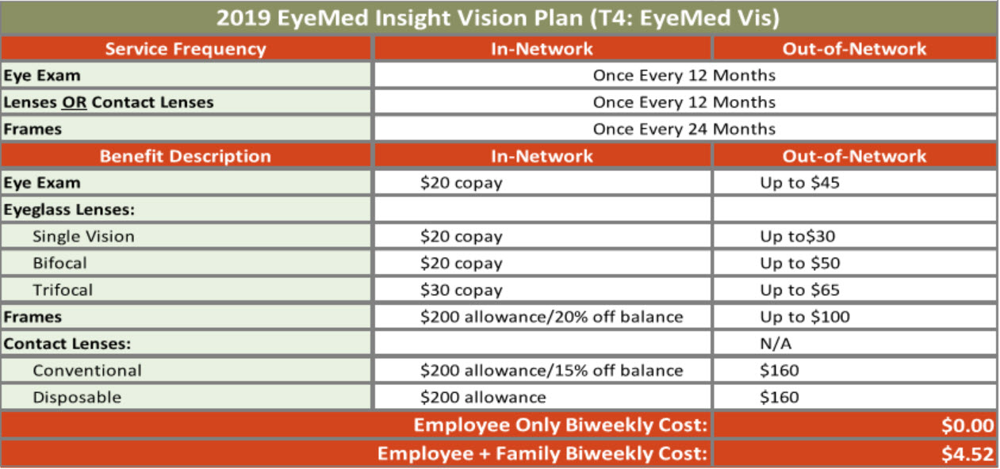 2019 EyeMed Insight Vision Plan (T4: EyeMed Vis)
Service Frequency In-Network Out-of-Network
Eye Exam Once Every 12 Months
Lenses OR Contact Lenses Once Every 12 Months
Frames Once Every 24 Months
Benefit Description In-Network Out-of-Network
Eye Exam $20 copay Up to $45
Eyeglass Lenses:
Single Vision $20 copay Up to$30
Bifocal $20 copay Up to $50
Trifocal $30 copay Up to $65
Frames $200 allowance/20% off balance Up to $100
Contact Lenses: N/A
Conventional $200 allowance/15% off balance $160
Disposable $200 allowance $160
Employee Only Biweekly Cost: $0.00
Employee + Family Biweekly Cost: $4.52